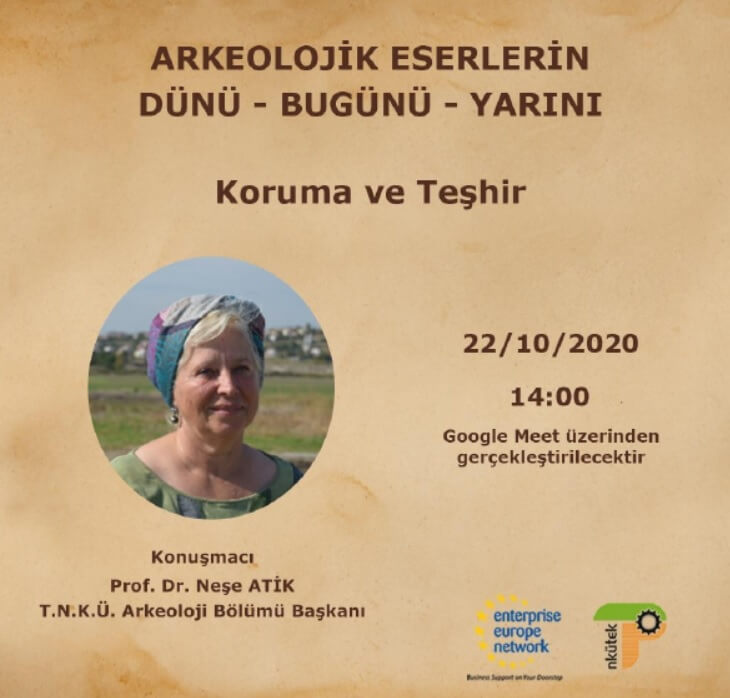 ARKEOLOJİK ESERLERİN
DÜNÜ - BUGÜNÜ - YARINI
Koruma ve Teşhir
22/10/2020
14:00
Google Meet üzerinden
gerçekleştirilecektir
Konuşmacı
Prof. Dr. Neşe ATİK
T.N.K.Ü. Arkeoloji Bölümü Başkanı
enterprise
europe
network
Business Support on Your Doorstep
nkütek